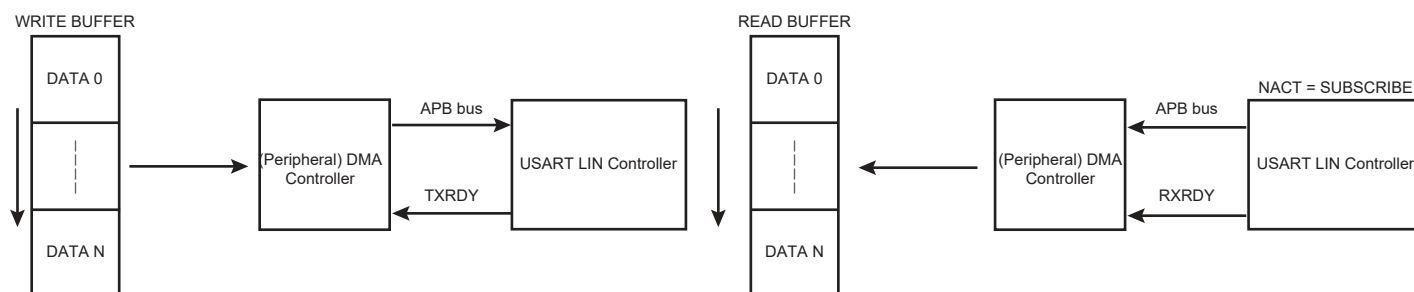 WRITE BUFFER
DATA 0
DATA N
(Peripheral) DMA
Controller
APB bus
TXRDY
USART LIN Controller
READ BUFFER
DATA 0
DATA N
(Peripheral) DMA
Controller
APB bus
RXRDY
NACT = SUBSCRIBE
USART LIN Controller